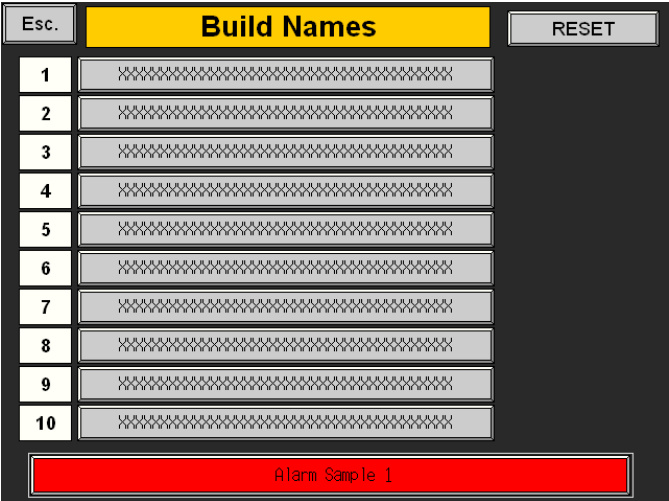 Esc.
Build Names
RESET
1 XXXXXXXXXXXXXXXXXXXXXXXXXXXXXXXXXXXXXXXX
2 XXXXXXXXXXXXXXXXXXXXXXXXXXXXXXXXXXXXXXXX
3 XXXXXXXXXXXXXXXXXXXXXXXXXXXXXXXXXXXXXXXX
4 XXXXXXXXXXXXXXXXXXXXXXXXXXXXXXXXXXXXXXXX
5 XXXXXXXXXXXXXXXXXXXXXXXXXXXXXXXXXXXXXXXX
6 XXXXXXXXXXXXXXXXXXXXXXXXXXXXXXXXXXXXXXXX
7 XXXXXXXXXXXXXXXXXXXXXXXXXXXXXXXXXXXXXXXX
8 XXXXXXXXXXXXXXXXXXXXXXXXXXXXXXXXXXXXXXXX
9 XXXXXXXXXXXXXXXXXXXXXXXXXXXXXXXXXXXXXXXX
10 XXXXXXXXXXXXXXXXXXXXXXXXXXXXXXXXXXXXXXXX
Alarm Sample 1